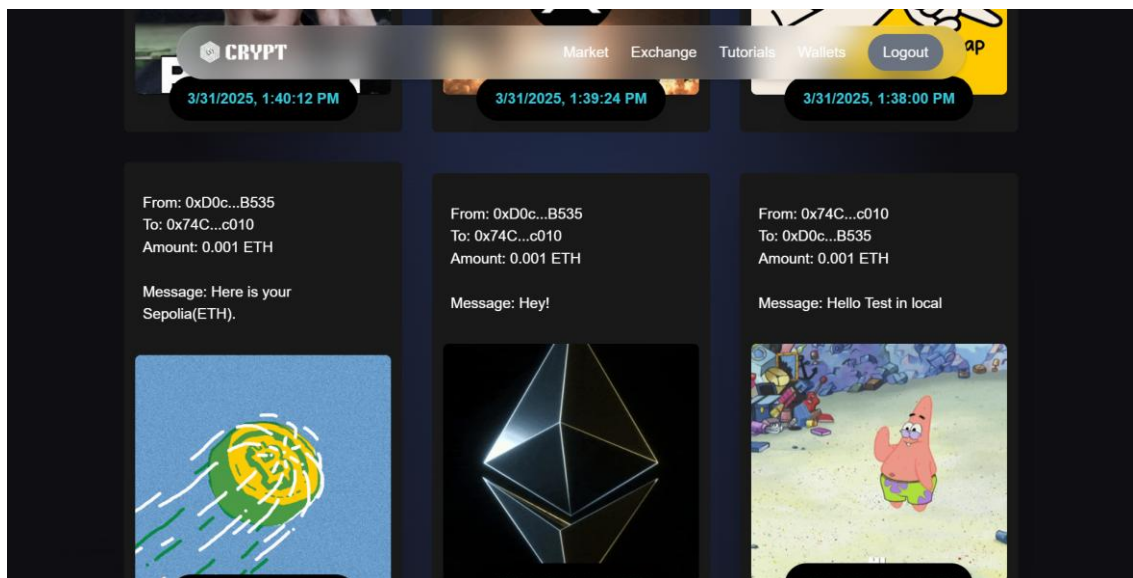 CRYPT
Market Exchange Tutorials Wallets Logout
3/31/2025, 1:40:12 PM
3/31/2025, 1:39:24 PM
3/31/2025, 1:38:00 PM
From: 0xD0c...B535
To: 0x74C...c010
Amount: 0.001 ETH
Message: Here is your
Sepolia(ETH).
From: 0xD0c...B535
To: 0x74C...c010
Amount: 0.001 ETH
Message: Hey!
From: 0x74C...c010
To: 0xD0c...B535
Amount: 0.001 ETH
Message: Hello Test in local